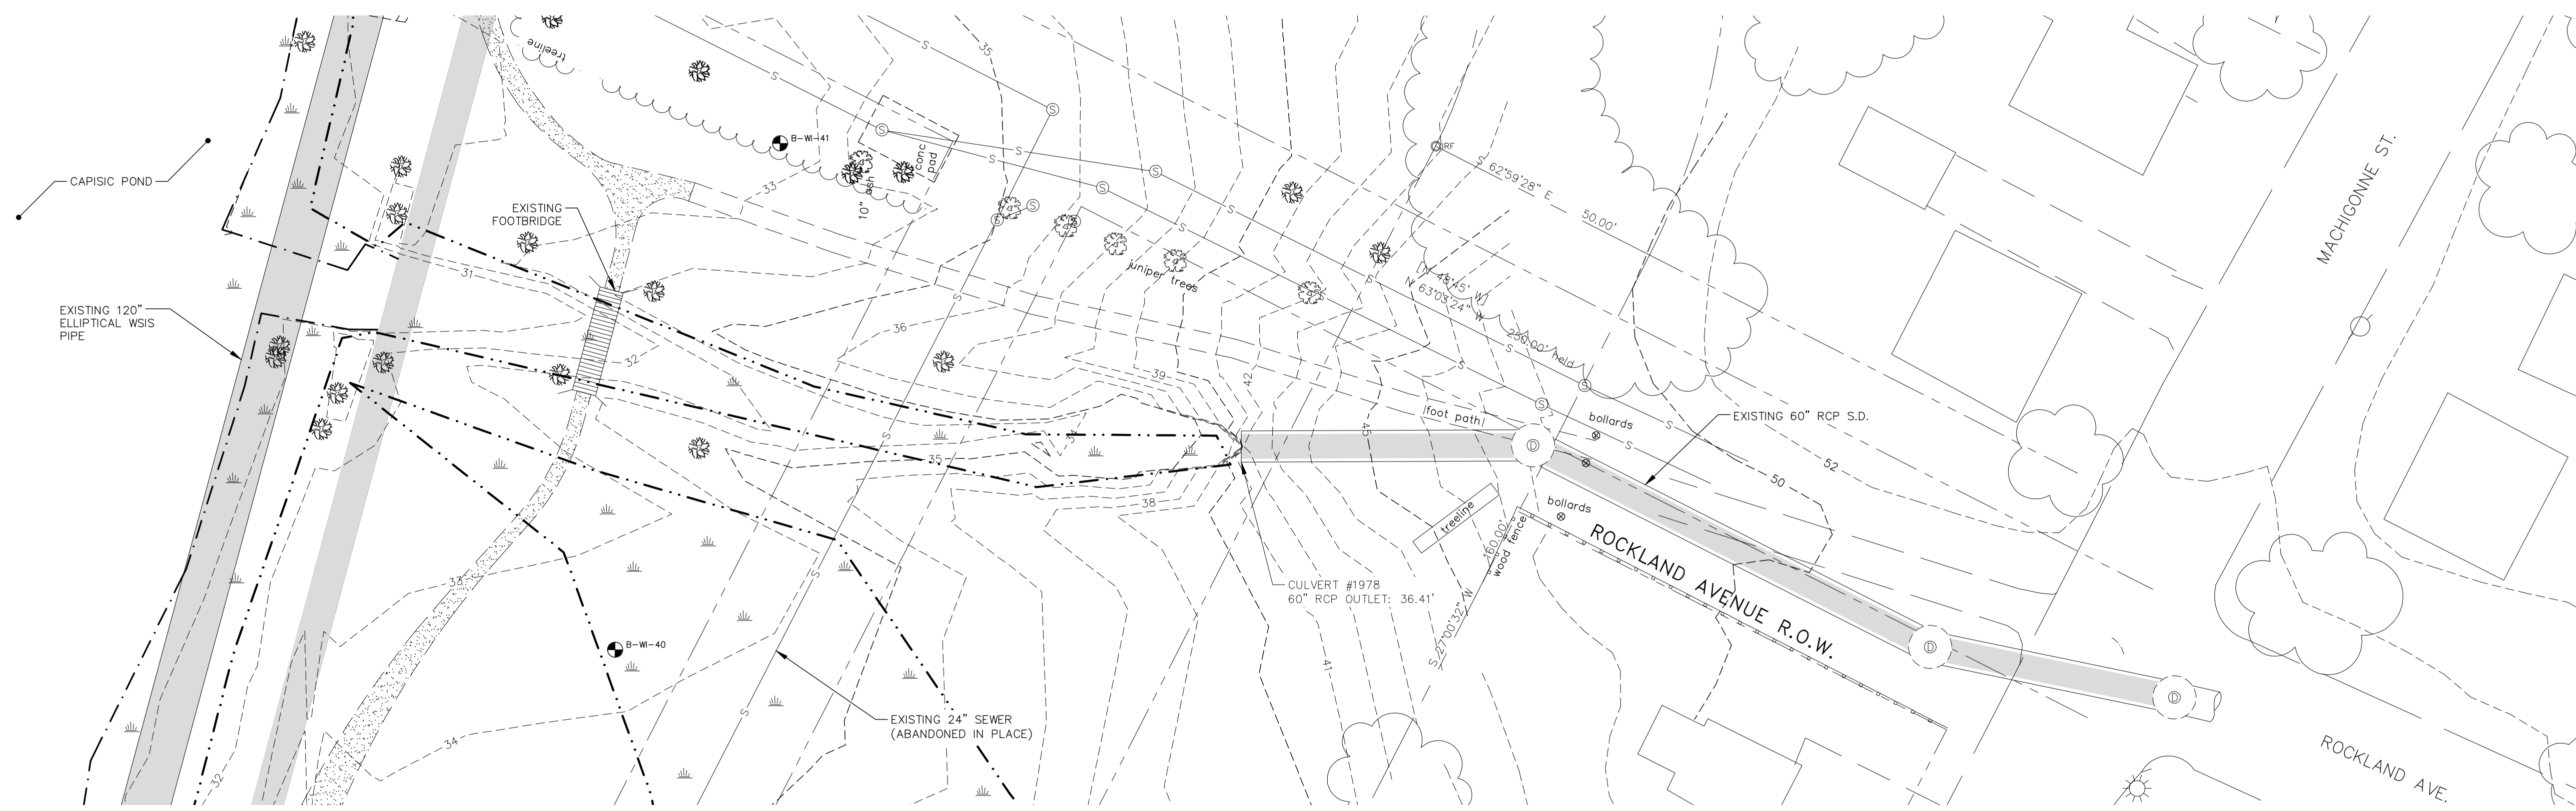 treeline
S
S
35
S
B-WI-41
CAPISIC POND
33
10" ash
conc
pad
S
S
S
S
S
S
S
IRF
S 62°59'28" E
50.00'
MACHIGONNE ST.
EXISTING
FOOTBRIDGE
31
juniper trees
S
S
N 48'45' W
N 63°03'24" W
250.00' held
EXISTING 120"
ELLIPTICAL WSIS
PIPE
36
S
S
32
39
42
S
S
foot path
bollards
EXISTING 60" RCP S.D.
34
45
D
S
S
S
35
52
50
38
treeline
bollards
160.00'
wood fence
ROCKLAND AVENUE R.O.W.
33
S
CULVERT #1978
60" RCP OUTLET: 36.41'
S 27°00'32" W
B-WI-40
41
D
D
S
EXISTING 24" SEWER
(ABANDONED IN PLACE)
34
32
ROCKLAND AVE.